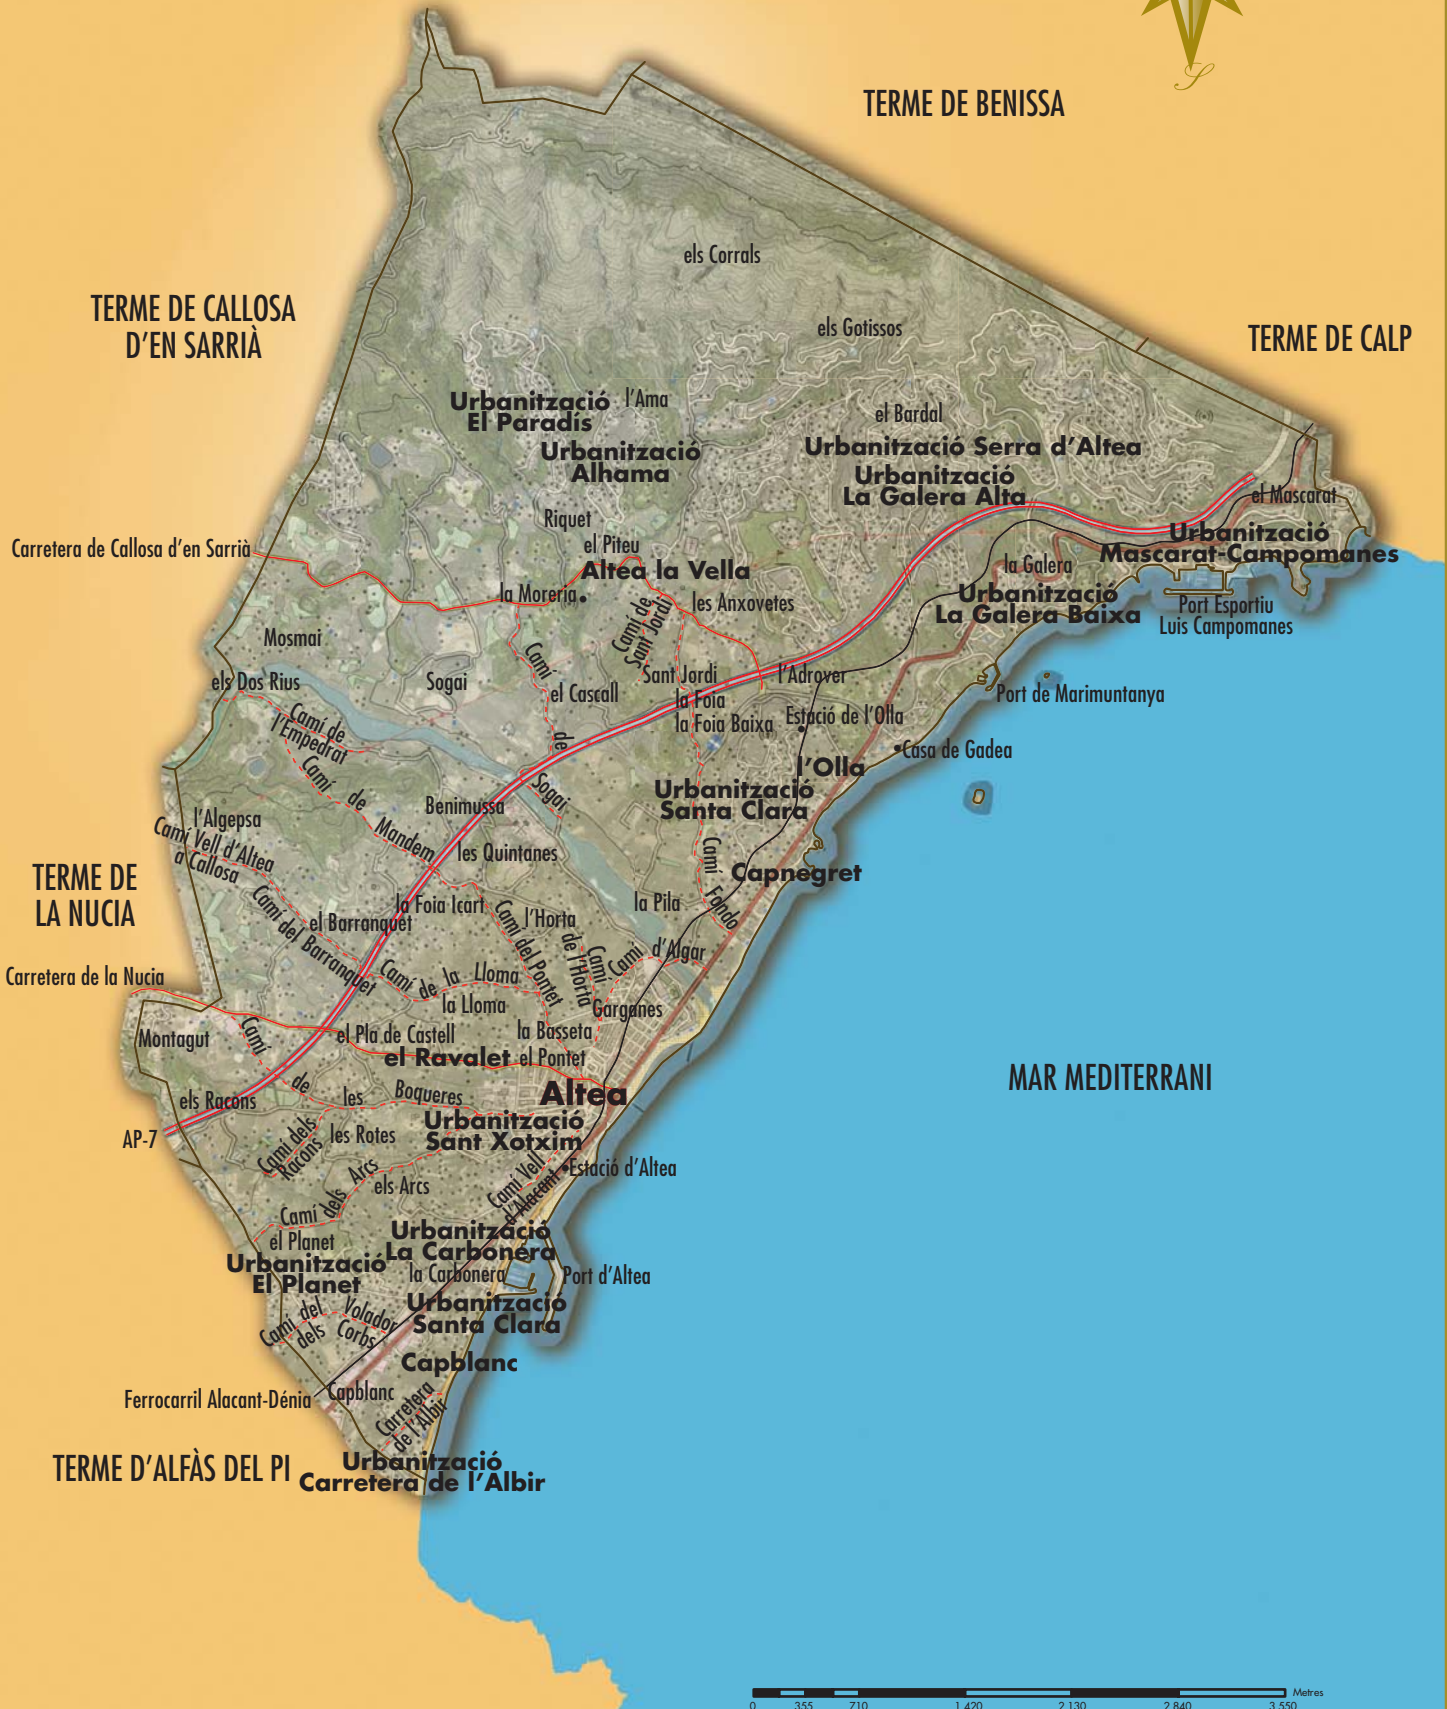 S
TERME DE BENISSA
els Corrals
TERME DE CALLOSA
D'EN SARRIÀ
els Gotissos
TERME DE CALP
Urbanització
El Paradís
l'Ama
el Bardal
Urbanització
Alhama
Urbanització Serra d'Altea
Urbanització
La Galera Alta
el Mascarat
Riquet
Carretera de Callosa d'en Sarrià
el Piteu
Urbanització
Mascarat-Campomanes
Altea la Vella
la Galera
la Moreria
les Anxovetes
Urbanització
La Galera Baixa
Port Esportiu
Luis Campomanes
Camí de
Sant Jordi
Mosmai
Camí
de
Sogai
els Dos Rius
Sogai
el Cascall
Sant Jordi
l'Adrover
la Foia
Port de Marimuntanya
la Foia Baixa
Estació de l'Olla
Camí de
l'Empedrat
Casa de Gadea
l'Olla
Camí
de
Mandem
Urbanització
Santa Clara
Benimussa
l'Algepsa
Camí Vell d'Altea
a Callosa
les Quintanes
Camí
Fondo
Capnegret
TERME DE
LA NUCIA
la Foia Icart
la Pila
el Barranquet
l'Horta
Camí del Barranquet
Camí del Pontet
Camí
de l'Horta
Camí
d'Algar
Carretera de la Nucia
Camí de la Lloma
la Lloma
Garganes
Montagut
el Pla de Castell
la Basseta
el Ravalet
el Pontet
Camí
de
les
Boqueres
MAR MEDITERRANI
els Racons
Altea
AP-7
les Rotes
Urbanització
Sant Xotxim
Camí dels
Racons
Estació d'Altea
Camí Vell
d'Alacant
els Arcs
Camí dels Arcs
el Planet
Urbanització
La Carbonera
Urbanització
El Planet
la Carbonera
Port d'Altea
Urbanització
Santa Clara
Camí del Volador
dels Corbs
Capblanc
Capblanc
Ferrocarril Alacant-Dénia
Carretera
de l'Albir
TERME D'ALFÀS DEL PI
Urbanització
Carretera de l'Albir
Metres
0 355 710 1.420 2.130 2.840 3.550